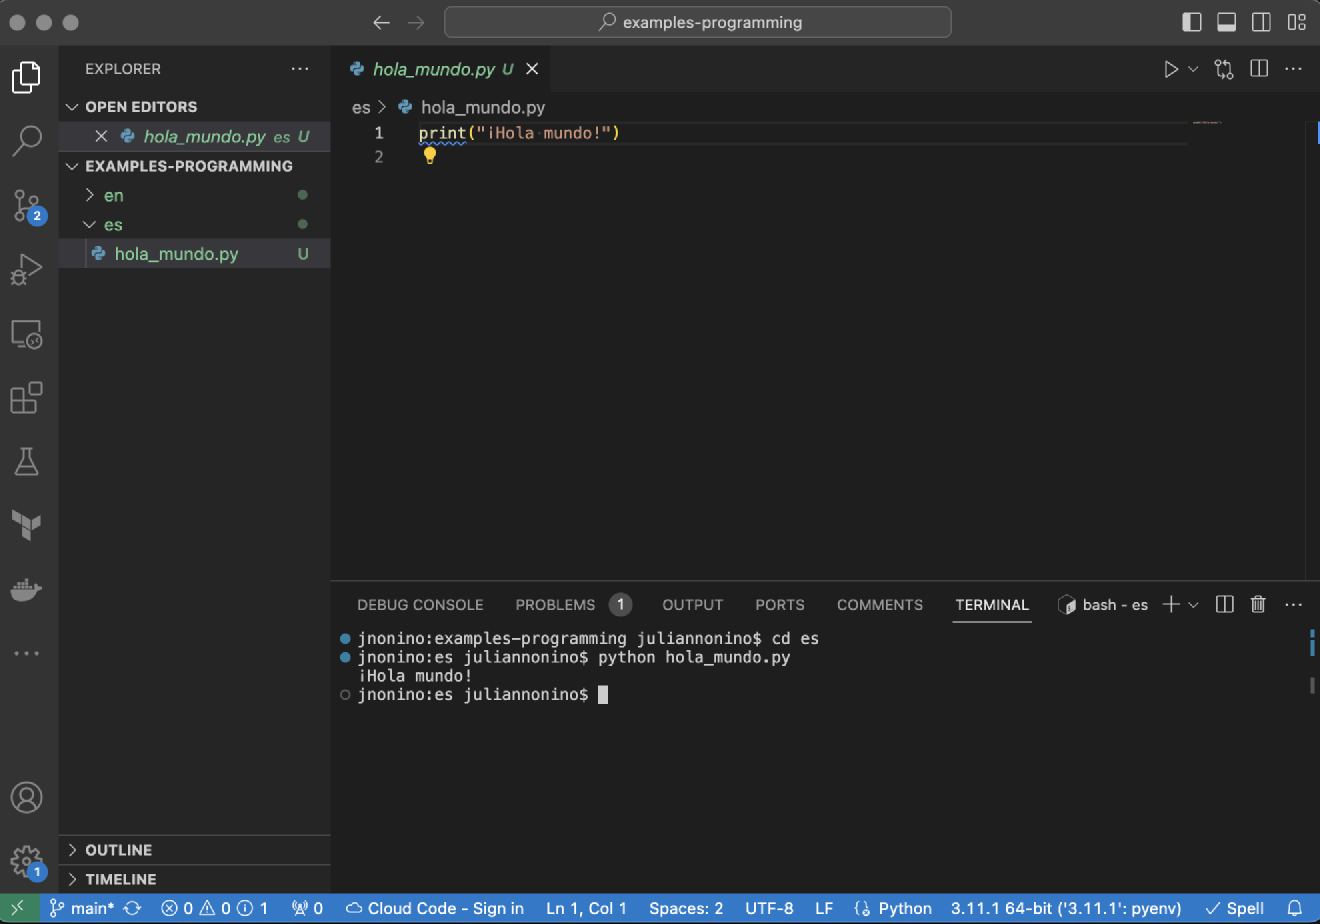 examples-programming
EXPLORER
hola_mundo.py U
OPEN EDITORS
hola_mundo.py es U
EXAMPLES-PROGRAMMING
en
es
hola_mundo.py U
2
OUTLINE
1
TIMELINE
es > hola_mundo.py
1 print("¡Hola mundo!")
2
DEBUG CONSOLE PROBLEMS 1 OUTPUT PORTS COMMENTS TERMINAL bash - es
jnonino:examples-programming juliannonino$ cd es
jnonino:es juliannonino$ python hola_mundo.py
¡Hola mundo!
jnonino:es juliannonino$
main* 0 0 1 0 Cloud Code - Sign in Ln 1, Col 1 Spaces: 2 UTF-8 LF Python 3.11.1 64-bit ('3.11.1': pyenv) Spell